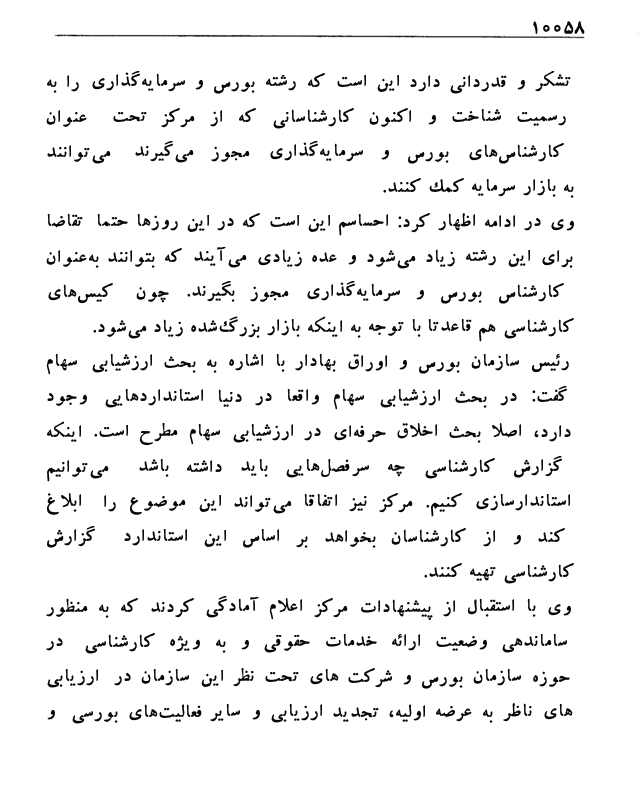 ۱۰۰۵۸
تشکر و قدردانی دارد این است که رشته بورس و سرمایه‌گذاری را به
رسمیت شناخت و اکنون کارشناسانی که از مرکز تحت عنوان
کارشناس‌های بورس و سرمایه‌گذاری مجوز می‌گیرند می‌توانند
به بازار سرمایه کمك کنند.
وی در ادامه اظهار کرد: احساسم این است که در این روزها حتما تقاضا
برای این رشته زیاد می‌شود و عده زیادی می‌آیند که بتوانند به‌عنوان
کارشناس بورس و سرمایه‌گذاری مجوز بگیرند. چون کیس‌های
کارشناسی هم قاعدتا با توجه به اینکه بازار بزرگ‌شده زیاد می‌شود.
رئیس سازمان بورس و اوراق بهادار با اشاره به بحث ارزشیابی سهام
گفت: در بحث ارزشیابی سهام واقعا در دنیا استانداردهایی وجود
دارد، اصلا بحث اخلاق حرفه‌ای در ارزشیابی سهام مطرح است. اینکه
گزارش کارشناسی چه سرفصل‌هایی باید داشته باشد می‌توانیم
استاندارسازی کنیم. مرکز نیز اتفاقا می‌تواند این موضوع را ابلاغ
کند و از کارشناسان بخواهد بر اساس این استاندارد گزارش
کارشناسی تهیه کنند.
وی با استقبال از پیشنهادات مرکز اعلام آمادگی کردند که به منظور
ساماندهی وضعیت ارائه خدمات حقوقی و به ویژه کارشناسی در
حوزه سازمان بورس و شرکت های تحت نظر این سازمان در ارزیابی
های ناظر به عرضه اولیه، تجدید ارزیابی و سایر فعالیت‌های بورسی و